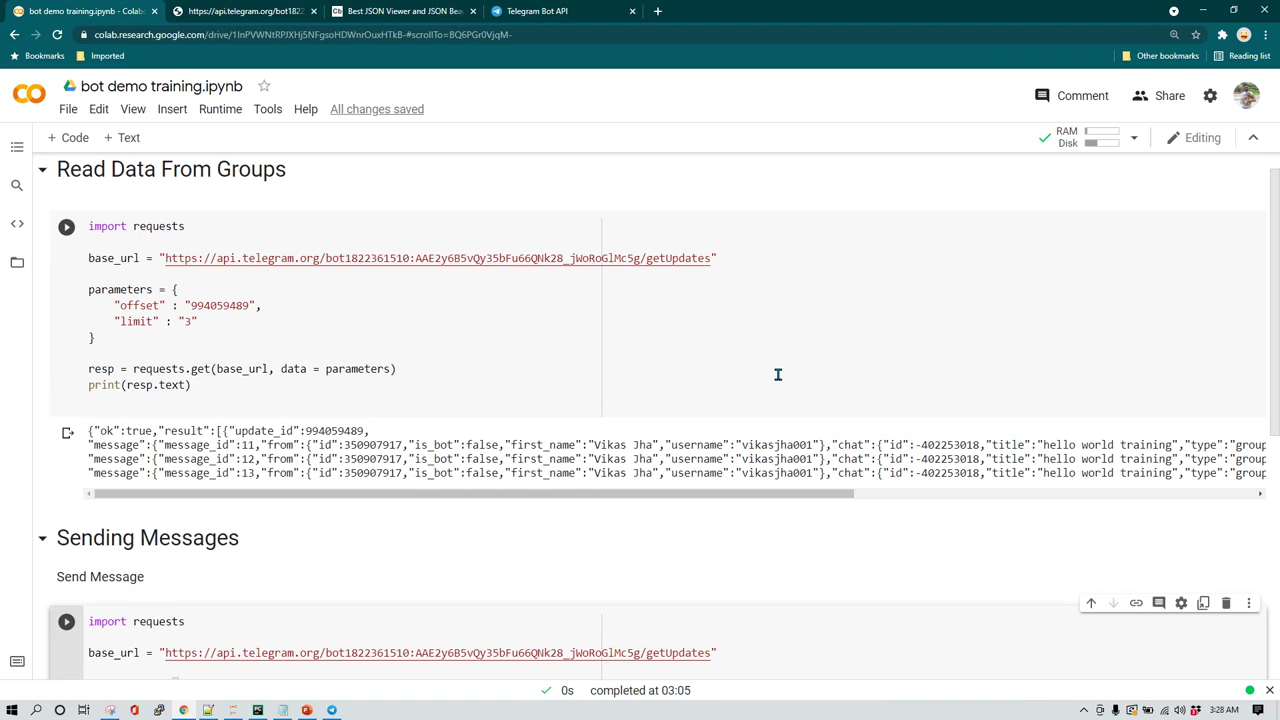 bot demo training.ipynb - Colab
https://api.telegram.org/bot1822
Best JSON Viewer and JSON Bea
Telegram Bot API
colab.research.google.com/drive/1InPVWNtRPJXHj5NFgsoHDWnrOuxHTkB-#scrollTo=BQ6PGr0VjqM-
Bookmarks
Imported
Other bookmarks
Reading list
bot demo training.ipynb
File Edit View Insert Runtime Tools Help All changes saved
Comment
Share
+ Code + Text
RAM
Disk
Editing
Read Data From Groups
import requests
base_url = "https://api.telegram.org/bot1822361510:AAE2y6B5vQy35bFu66QNk28_jWoRoGlMc5g/getUpdates"
parameters = {
"offset" : "994059489",
"limit" : "3"
}
resp = requests.get(base_url, data = parameters)
print(resp.text)
{"ok":true,"result":[{"update_id":994059489,
"message":{"message_id":11,"from":{"id":350907917,"is_bot":false,"first_name":"Vikas Jha","username":"vikasjha001"},"chat":{"id":-402253018,"title":"hello world training","type":"group
"message":{"message_id":12,"from":{"id":350907917,"is_bot":false,"first_name":"Vikas Jha","username":"vikasjha001"},"chat":{"id":-402253018,"title":"hello world training","type":"group
"message":{"message_id":13,"from":{"id":350907917,"is_bot":false,"first_name":"Vikas Jha","username":"vikasjha001"},"chat":{"id":-402253018,"title":"hello world training","type":"group
Sending Messages
Send Message
import requests
base_url = "https://api.telegram.org/bot1822361510:AAE2y6B5vQy35bFu66QNk28_jWoRoGlMc5g/getUpdates"
0s completed at 03:05
3:28 AM